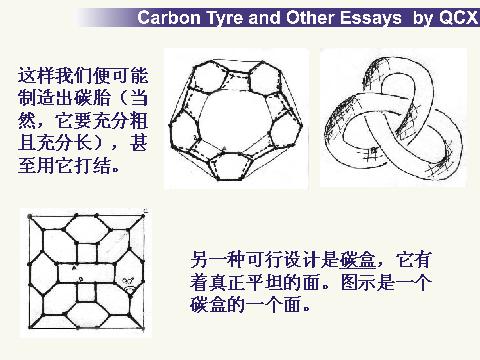 Carbon Tyre and Other Essays by QCX
这样我们便可能
制造出碳胎（当
然，它要充分粗
且充分长），甚
至用它打结。
另一种可行设计是碳盒，它有
着真正平坦的面。图示是一个
碳盒的一个面。